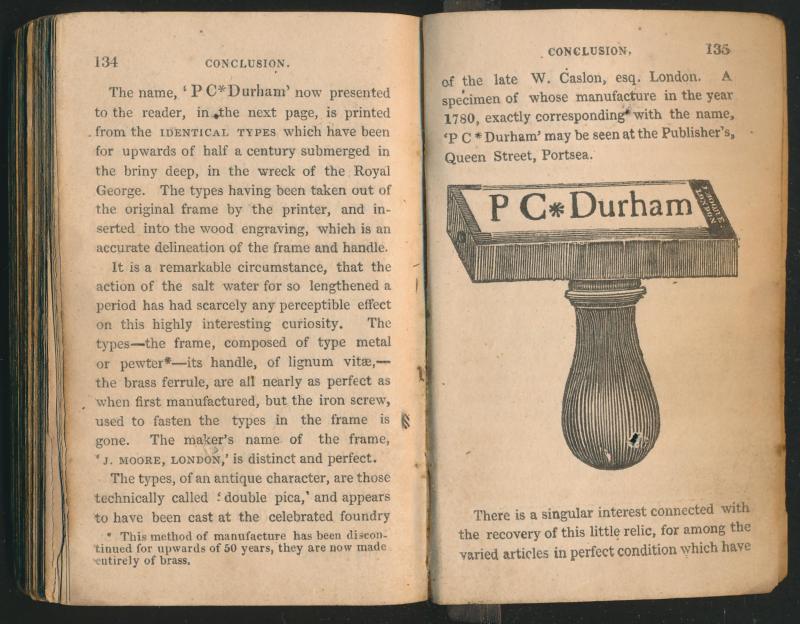 134
CONCLUSION.
The name, ‘ P C*Durham’ now presented
to the reader, in the next page, is printed
from the IDENTICAL TYPES which have been
for upwards of half a century submerged in
the briny deep, in the wreck of the Royal
George. The types having been taken out of
the original frame by the printer, and in-
serted into the wood engraving, which is an
accurate delineation of the frame and handle.
It is a remarkable circumstance, that the
action of the salt water for so lengthened a
period has had scarcely any perceptible effect
on this highly interesting curiosity. The
types—the frame, composed of type metal
or pewter*—its handle, of lignum vitæ,—
the brass ferrule, are all nearly as perfect as
when first manufactured, but the iron screw,
used to fasten the types in the frame is
gone. The maker's name of the frame,
‘J. MOORE, LONDON,’ is distinct and perfect.
The types, of an antique character, are those
technically called ‘ double pica,’ and appears
to have been cast at the celebrated foundry
* This method of manufacture has been discon-
tinued for upwards of 50 years, they are now made
entirely of brass.
CONCLUSION.
135
of the late W. Caslon, esq. London. A
specimen of whose manufacture in the year
1780, exactly corresponding with the name,
‘P C * Durham’ may be seen at the Publisher's,
Queen Street, Portsea.
P C*Durham
J. MOORE
LONDON
There is a singular interest connected with
the recovery of this little relic, for among the
varied articles in perfect condition which have